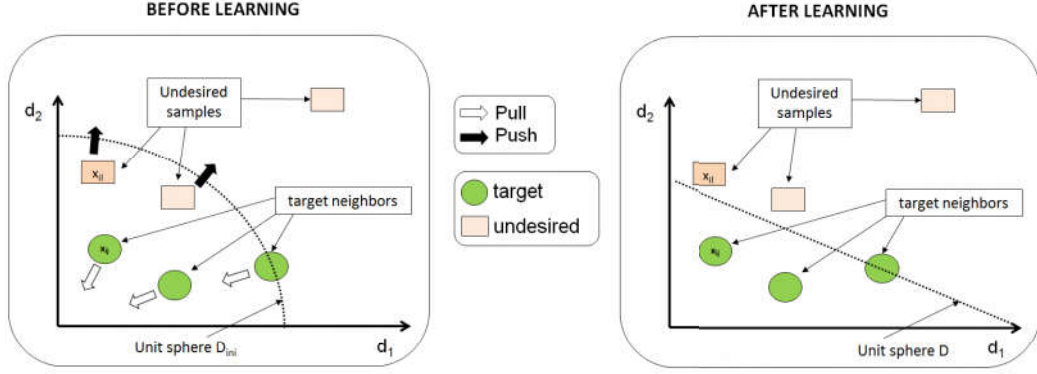 BEFORE LEARNING
AFTER LEARNING
Undesired
samples
d2
xil
target neighbors
xij
Unit sphere Dini
d1
Pull
Push
target
undesired
Undesired
samples
d2
xil
target neighbors
xij
Unit sphere D
d1